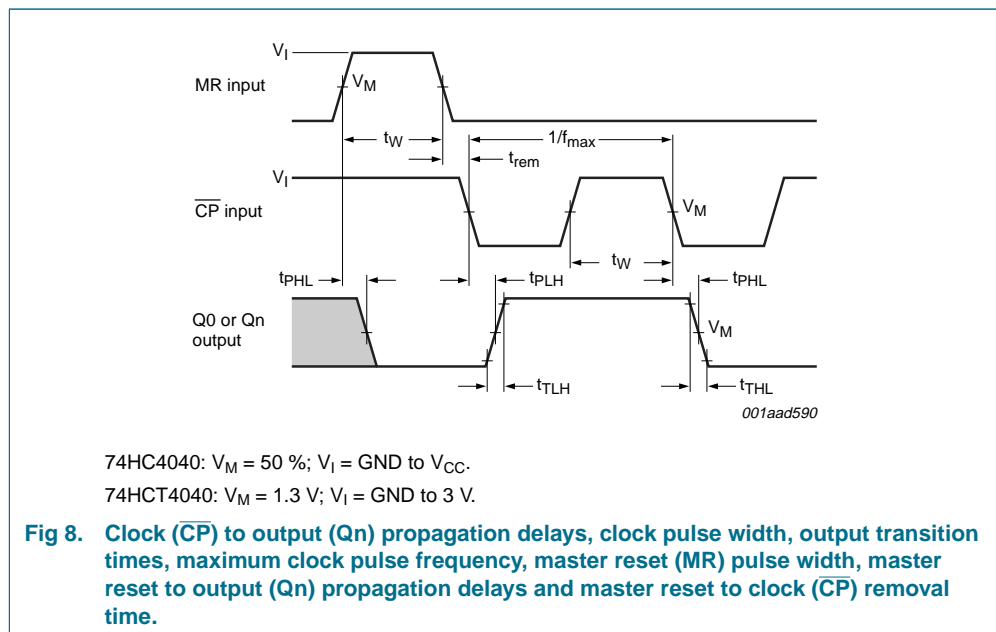 V_I
MR input
V_M
t_W
1/f_max
t_rem
V_I
C̅P̅ input
V_M
t_W
t_PHL
t_PLH
t_PHL
Q0 or Qn
output
V_M
t_TLH
t_THL
001aad590
74HC4040: V_M = 50 %; V_I = GND to V_CC.
74HCT4040: V_M = 1.3 V; V_I = GND to 3 V.
Fig 8. Clock (C̅P̅) to output (Qn) propagation delays, clock pulse width, output transition
times, maximum clock pulse frequency, master reset (MR) pulse width, master
reset to output (Qn) propagation delays and master reset to clock (C̅P̅) removal
time.